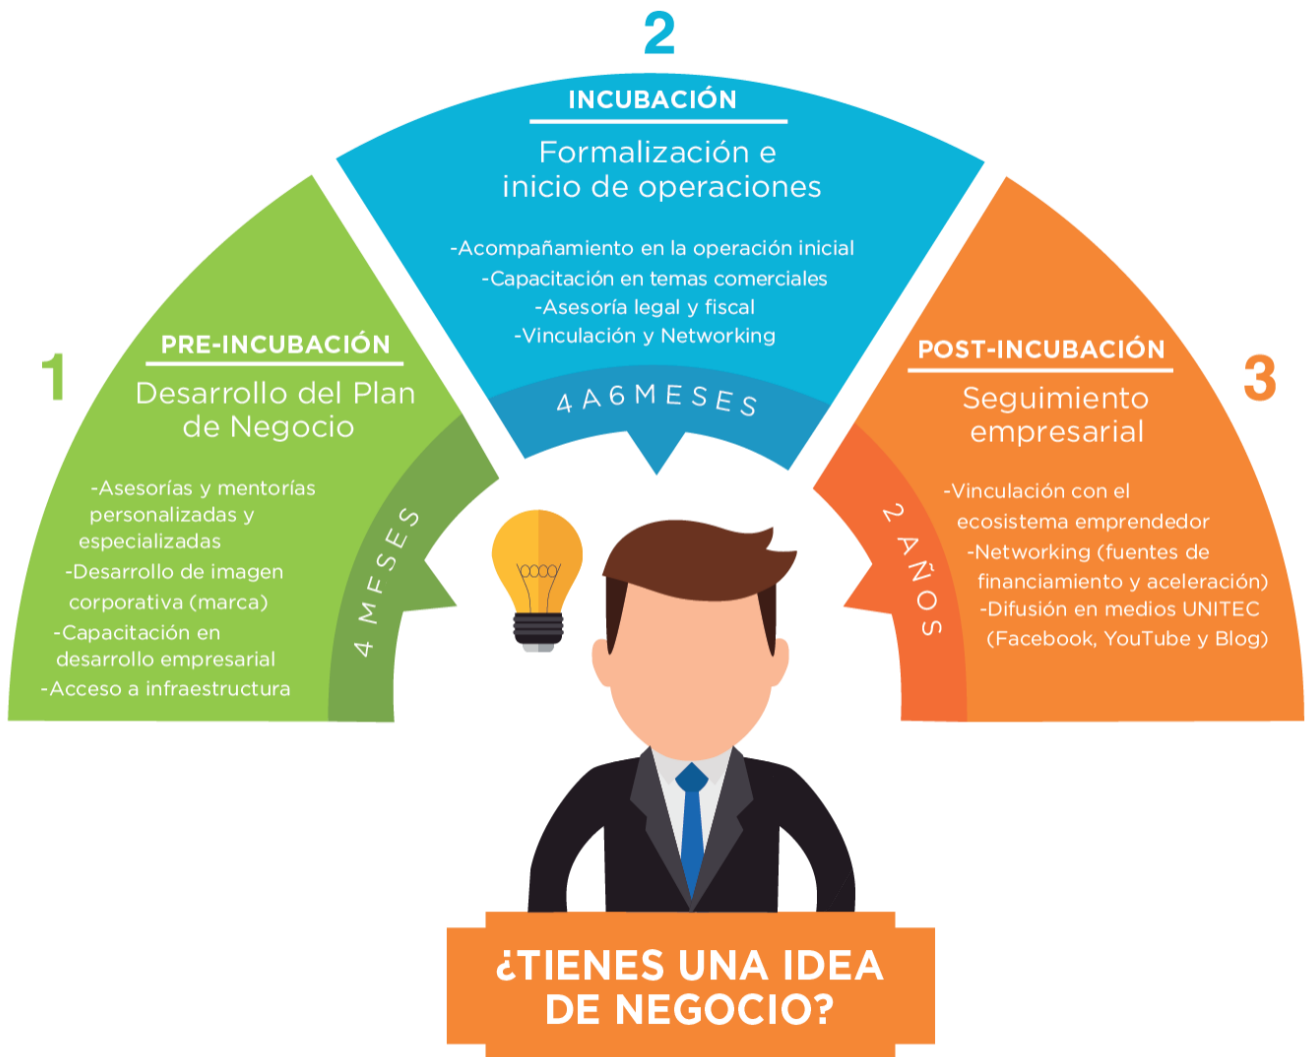 1
PRE-INCUBACIÓN
Desarrollo del Plan
de Negocio
-Asesorías y mentorías
personalizadas y
especializadas
-Desarrollo de imagen
corporativa (marca)
-Capacitación en
desarrollo empresarial
-Acceso a infraestructura
4 MESES
2
INCUBACIÓN
Formalización e
inicio de operaciones
-Acompañamiento en la operación inicial
-Capacitación en temas comerciales
-Asesoría legal y fiscal
-Vinculación y Networking
4 A 6 MESES
3
POST-INCUBACIÓN
Seguimiento
empresarial
-Vinculación con el
ecosistema emprendedor
-Networking (fuentes de
financiamiento y aceleración)
-Difusión en medios UNITEC
(Facebook, YouTube y Blog)
2 AÑOS
¿TIENES UNA IDEA
DE NEGOCIO?